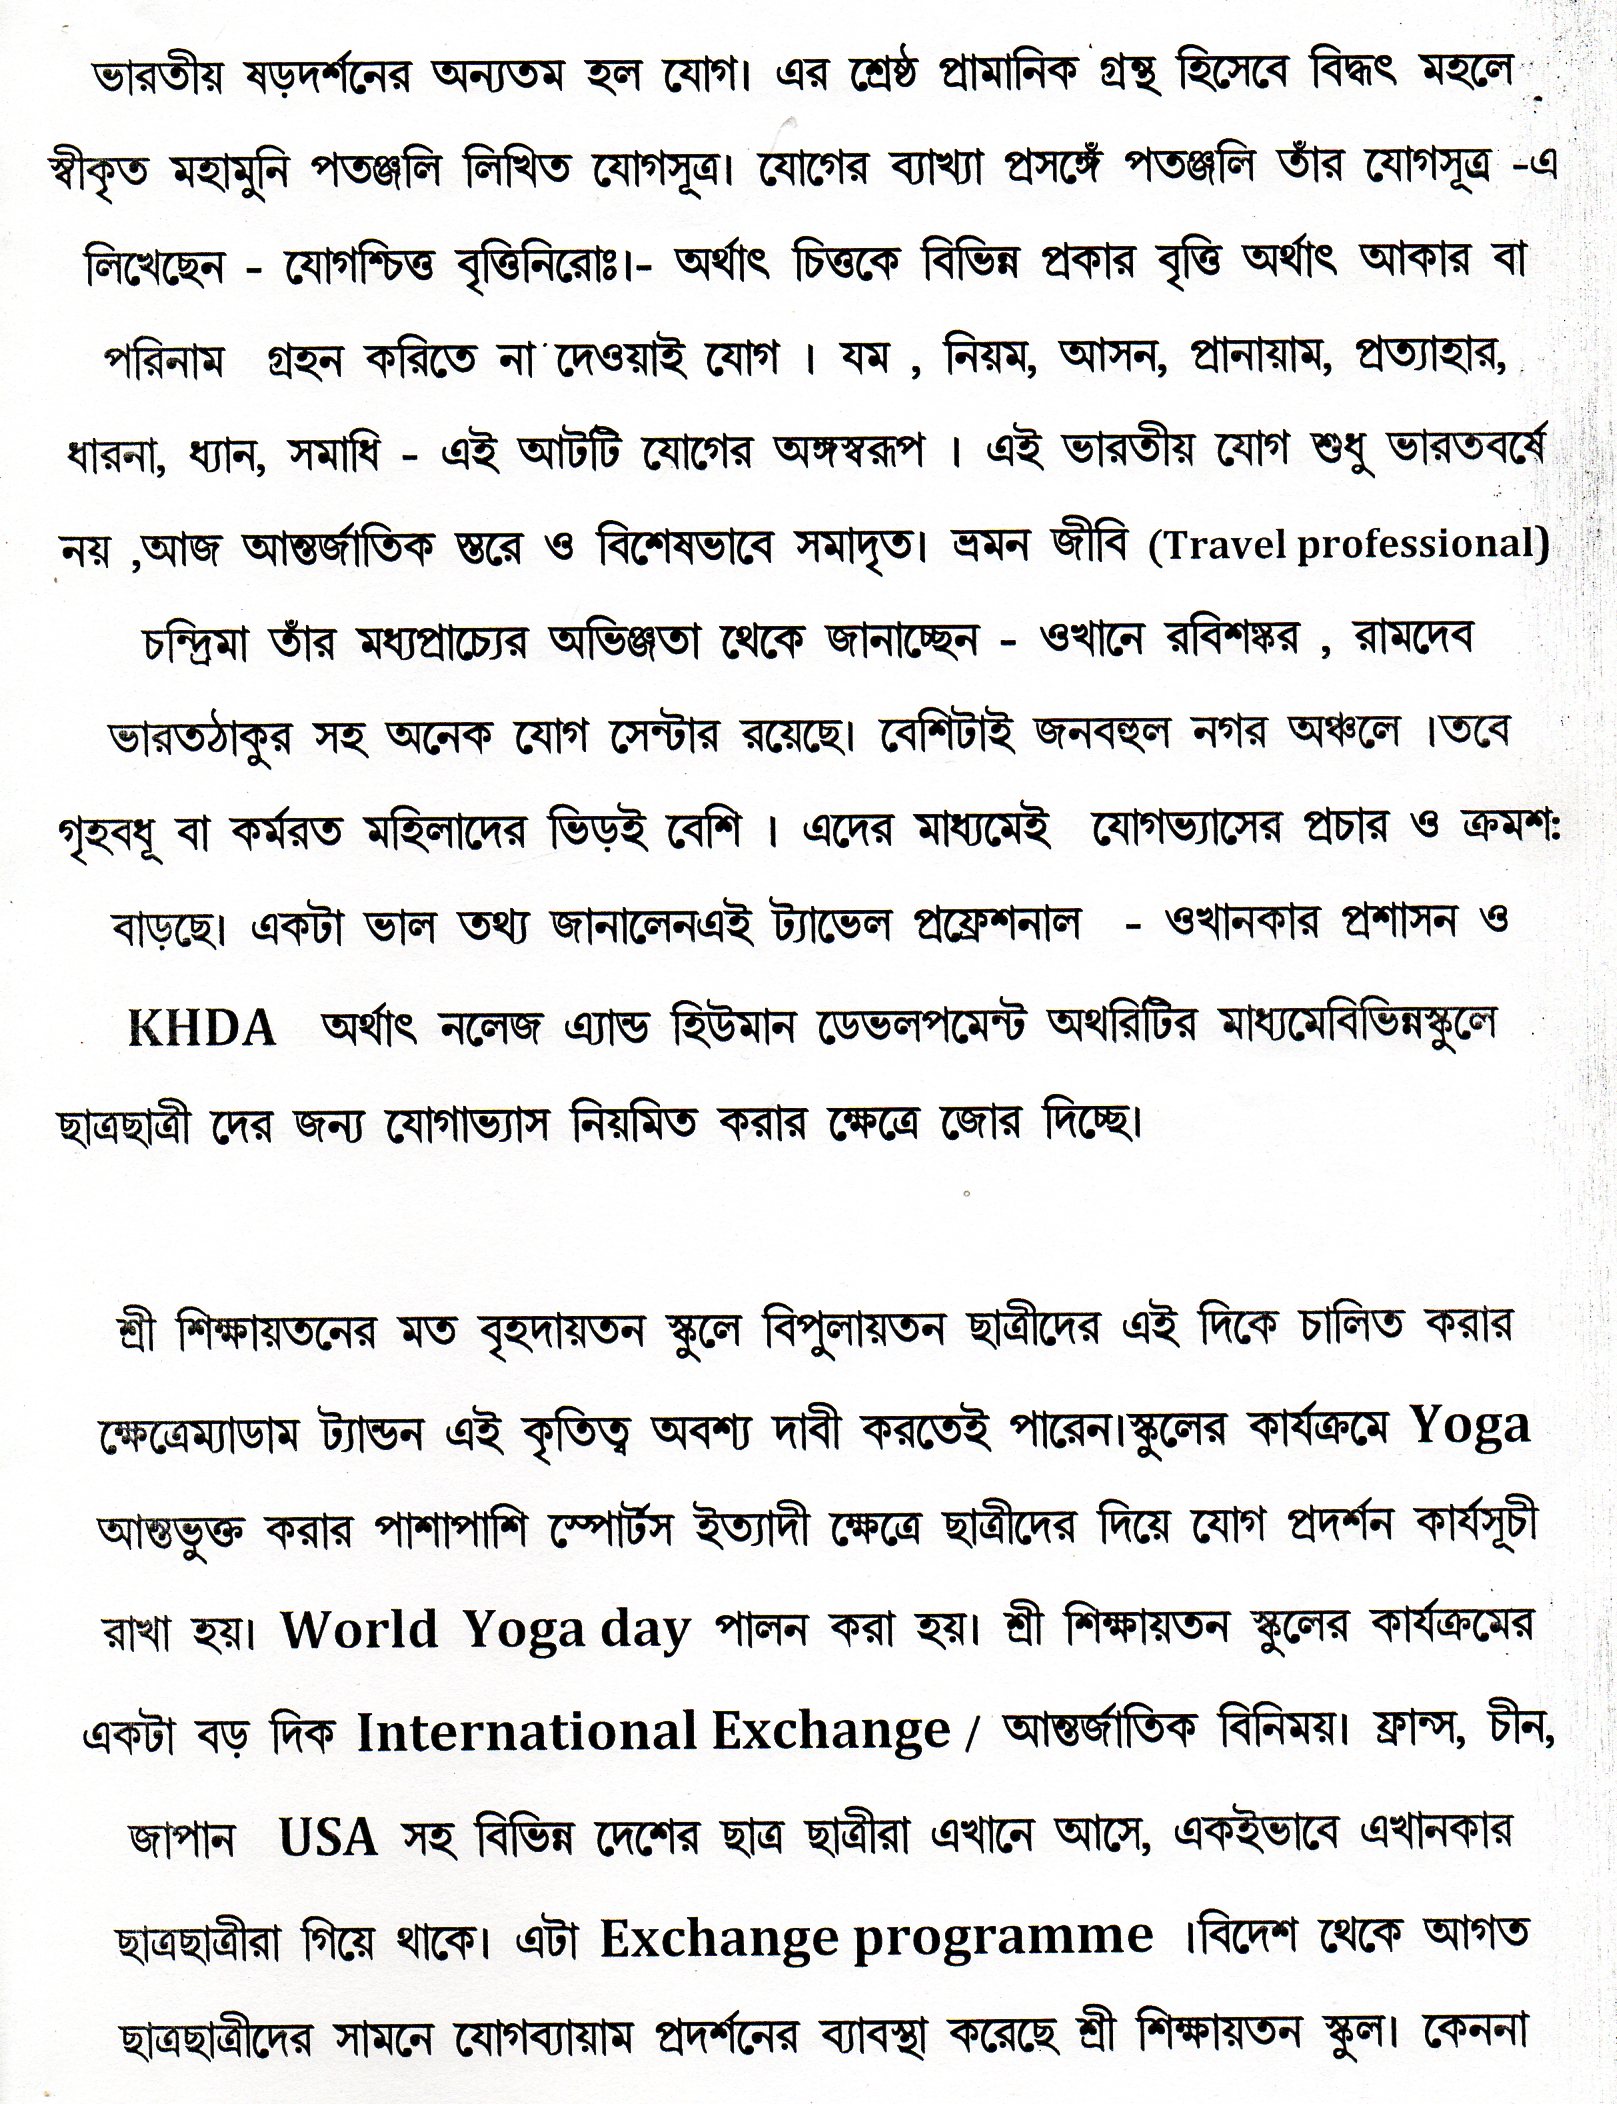 ভারতীয় ষড়দর্শনের অন্যতম হল যোগ। এর শ্রেষ্ঠ প্রামানিক গ্রন্থ হিসেবে বিদ্ধৎ মহলে
স্বীকৃত মহামুনি পতঞ্জলি লিখিত যোগসূত্র। যোগের ব্যাখ্যা প্রসঙ্গেঁ পতঞ্জলি তাঁর যোগসূত্র -এ
লিখেছেন - যোগশ্চিত্ত বৃত্তিনিরোঃ।- অর্থাৎ চিত্তকে বিভিন্ন প্রকার বৃত্তি অর্থাৎ আকার বা
পরিনাম গ্রহন করিতে না দেওয়াই যোগ । যম , নিয়ম, আসন, প্রানায়াম, প্রত্যাহার,
ধারনা, ধ্যান, সমাধি - এই আটটি যোগের অঙ্গস্বরূপ । এই ভারতীয় যোগ শুধু ভারতবর্ষে
নয় ,আজ আন্তর্জাতিক স্তরে ও বিশেষভাবে সমাদৃত। ভ্রমন জীবি (Travel professional)
চন্দ্রিমা তাঁর মধ্যপ্রাচ্যের অভিজ্ঞতা থেকে জানাচ্ছেন - ওখানে রবিশঙ্কর , রামদেব
ভারতঠাকুর সহ অনেক যোগ সেন্টার রয়েছে। বেশিটাই জনবহুল নগর অঞ্চলে ।তবে
গৃহবধূ বা কর্মরত মহিলাদের ভিড়ই বেশি । এদের মাধ্যমেই যোগভ্যাসের প্রচার ও ক্রমশ:
বাড়ছে। একটা ভাল তথ্য জানালেনএই ট্যাভেল প্রফ্রেশনাল - ওখানকার প্রশাসন ও
KHDA অর্থাৎ নলেজ এ্যান্ড হিউমান ডেভলপমেন্ট অথরিটির মাধ্যমেবিভিন্নস্কুলে
ছাত্রছাত্রী দের জন্য যোগাভ্যাস নিয়মিত করার ক্ষেত্রে জোর দিচ্ছে।
শ্রী শিক্ষায়তনের মত বৃহদায়তন স্কুলে বিপুলায়তন ছাত্রীদের এই দিকে চালিত করার
ক্ষেত্রেম্যাডাম ট্যান্ডন এই কৃতিত্ব অবশ্য দাবী করতেই পারেন।স্কুলের কার্যক্রমে Yoga
আন্তভুক্ত করার পাশাপাশি স্পোর্টস ইত্যাদী ক্ষেত্রে ছাত্রীদের দিয়ে যোগ প্রদর্শন কার্যসূচী
রাখা হয়। World Yoga day পালন করা হয়। শ্রী শিক্ষায়তন স্কুলের কার্যক্রমের
একটা বড় দিক International Exchange / আন্তর্জাতিক বিনিময়। ফ্রান্স, চীন,
জাপান USA সহ বিভিন্ন দেশের ছাত্র ছাত্রীরা এখানে আসে, একইভাবে এখানকার
ছাত্রছাত্রীরা গিয়ে থাকে। এটা Exchange programme ।বিদেশ থেকে আগত
ছাত্রছাত্রীদের সামনে যোগব্যায়াম প্রদর্শনের ব্যাবস্থা করেছে শ্রী শিক্ষায়তন স্কুল। কেননা